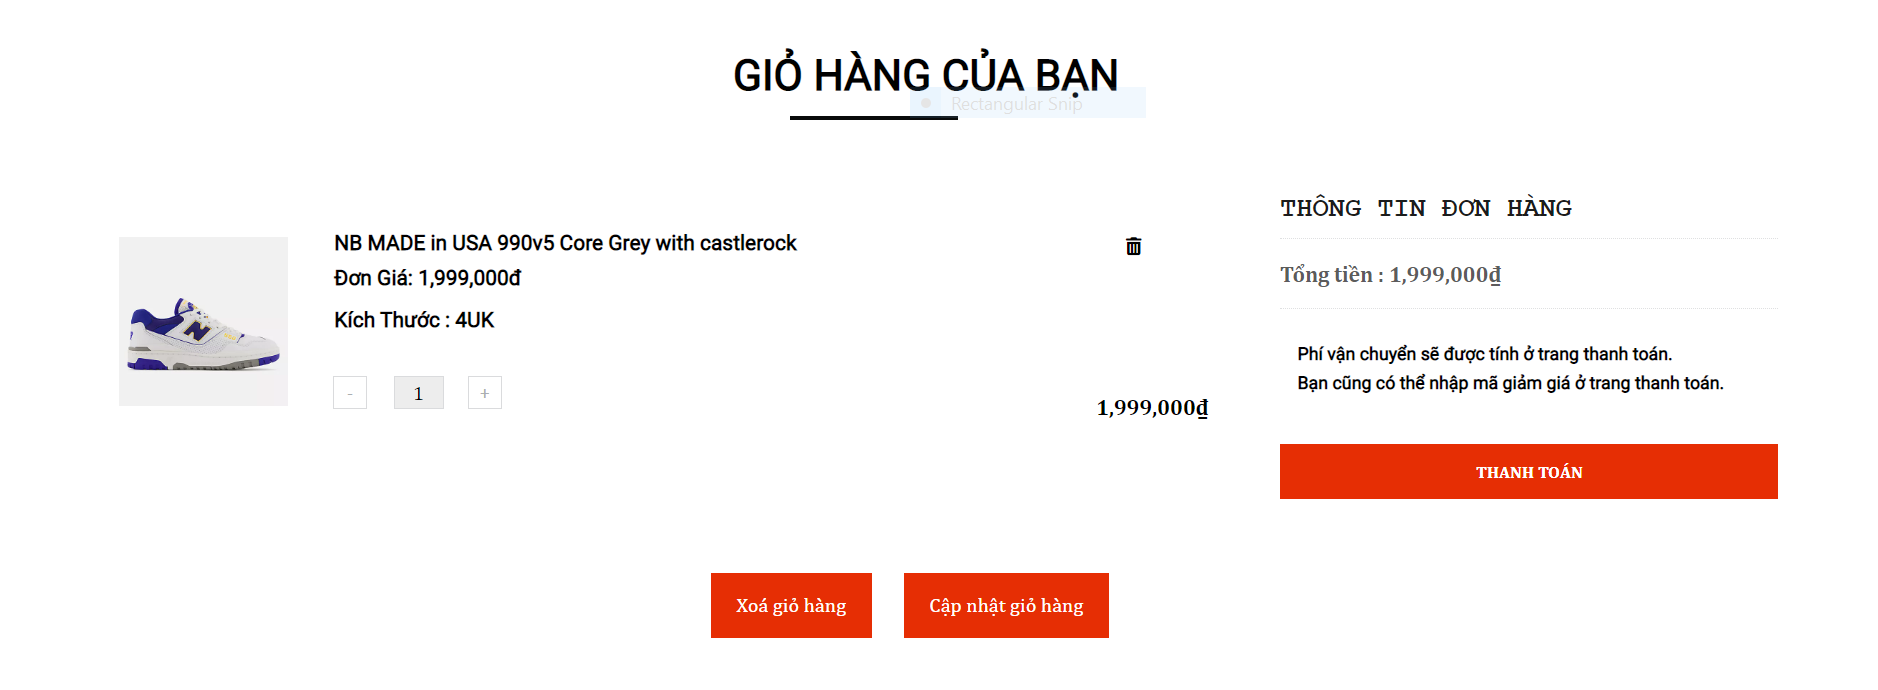 GIỎ HÀNG CỦA BẠN
Rectangular Snip
NB MADE in USA 990v5 Core Grey with castlerock
Đơn Giá: 1,999,000đ
Kích Thước : 4UK
- 1 +
1,999,000₫
THÔNG TIN ĐƠN HÀNG
Tổng tiền : 1,999,000₫
Phí vận chuyển sẽ được tính ở trang thanh toán.
Bạn cũng có thể nhập mã giảm giá ở trang thanh toán.
THANH TOÁN
Xoá giỏ hàng
Cập nhật giỏ hàng